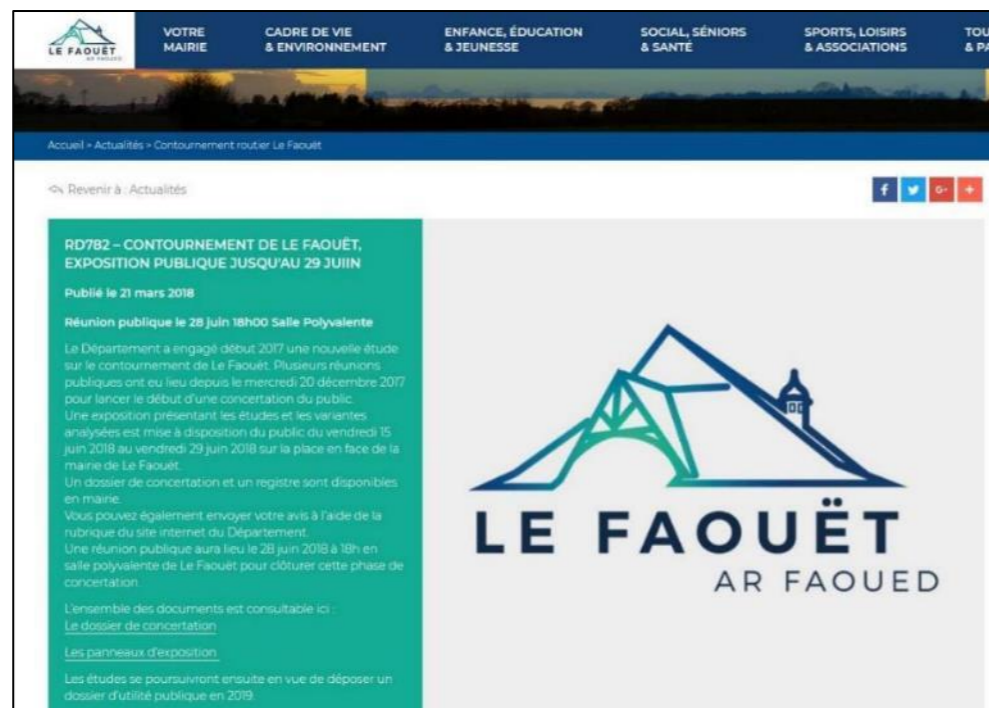 LE FAOUËT
AR FAOUED
VOTRE
MAIRIE
CADRE DE VIE
& ENVIRONNEMENT
ENFANCE, ÉDUCATION
& JEUNESSE
SOCIAL, SÉNIORS
& SANTÉ
SPORTS, LOISIRS
& ASSOCIATIONS
Accueil > Actualités > Contournement routier Le Faouët
Revenir à : Actualités
RD782 – CONTOURNEMENT DE LE FAOUËT,
EXPOSITION PUBLIQUE JUSQU'AU 29 JUIIN
Publié le 21 mars 2018
Réunion publique le 28 juin 18h00 Salle Polyvalente
Le Département a engagé début 2017 une nouvelle étude
sur le contournement de Le Faouët. Plusieurs réunions
publiques ont eu lieu depuis le mercredi 20 décembre 2017
pour lancer le début d'une concertation du public.
Une exposition présentant les études et les variantes
analysées est mise à disposition du public du vendredi 15
juin 2018 au vendredi 29 juin 2018 sur la place en face de la
mairie de Le Faouët.
Un dossier de concertation et un registre sont disponibles
en mairie.
Vous pouvez également envoyer votre avis à l'aide de la
rubrique du site internet du Département.
Une réunion publique aura lieu le 28 juin 2018 à 18h en
salle polyvalente de Le Faouët pour clôturer cette phase de
concertation.
L'ensemble des documents est consultable ici :
Le dossier de concertation
Les panneaux d'exposition
Les études se poursuivront ensuite en vue de déposer un
dossier d'utilité publique en 2019.
LE FAOUËT
AR FAOUED